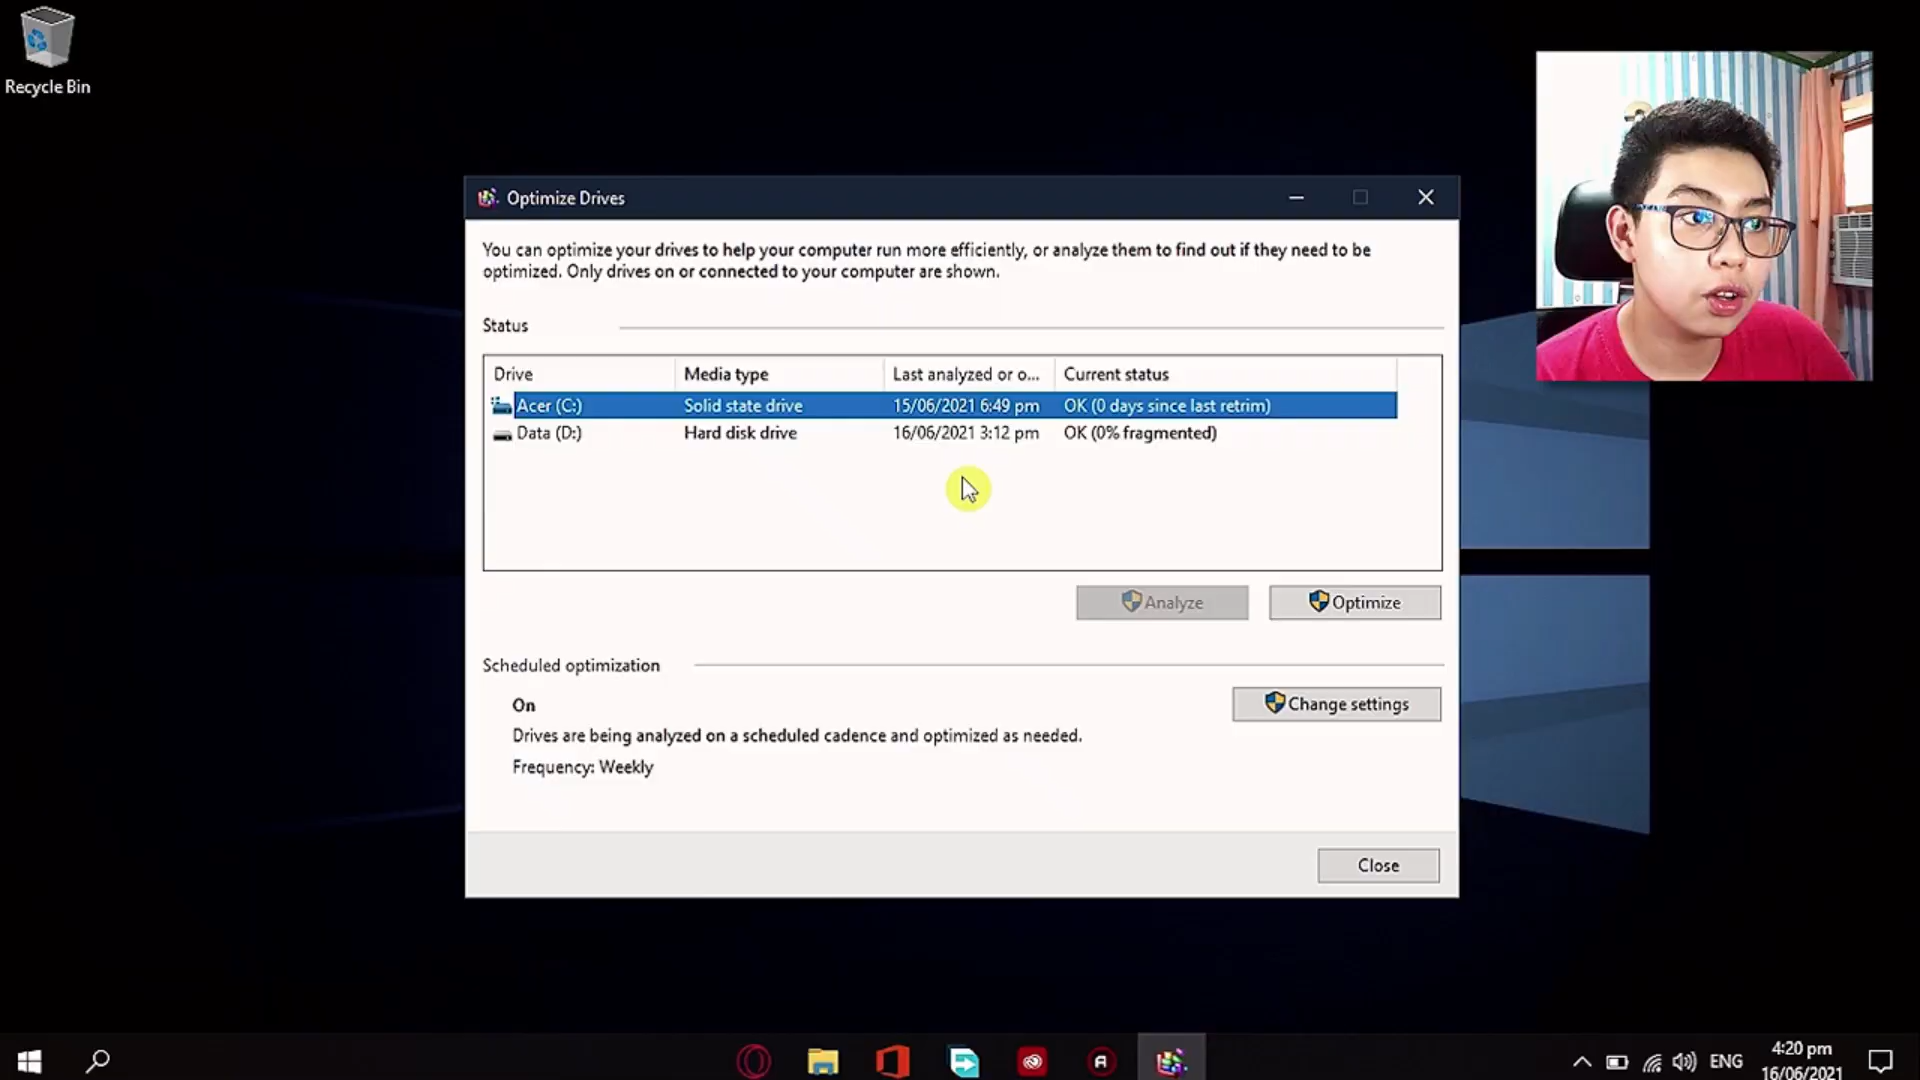 Recycle Bin
Optimize Drives
You can optimize your drives to help your computer run more efficiently, or analyze them to find out if they need to be
optimized. Only drives on or connected to your computer are shown.
Status
Drive Media type Last analyzed or o... Current status
Acer (C:) Solid state drive 15/06/2021 6:49 pm OK (0 days since last retrim)
Data (D:) Hard disk drive 16/06/2021 3:12 pm OK (0% fragmented)
Analyze Optimize
Scheduled optimization
On
Change settings
Drives are being analyzed on a scheduled cadence and optimized as needed.
Frequency: Weekly
Close
ENG
4:20 pm
16/06/2021